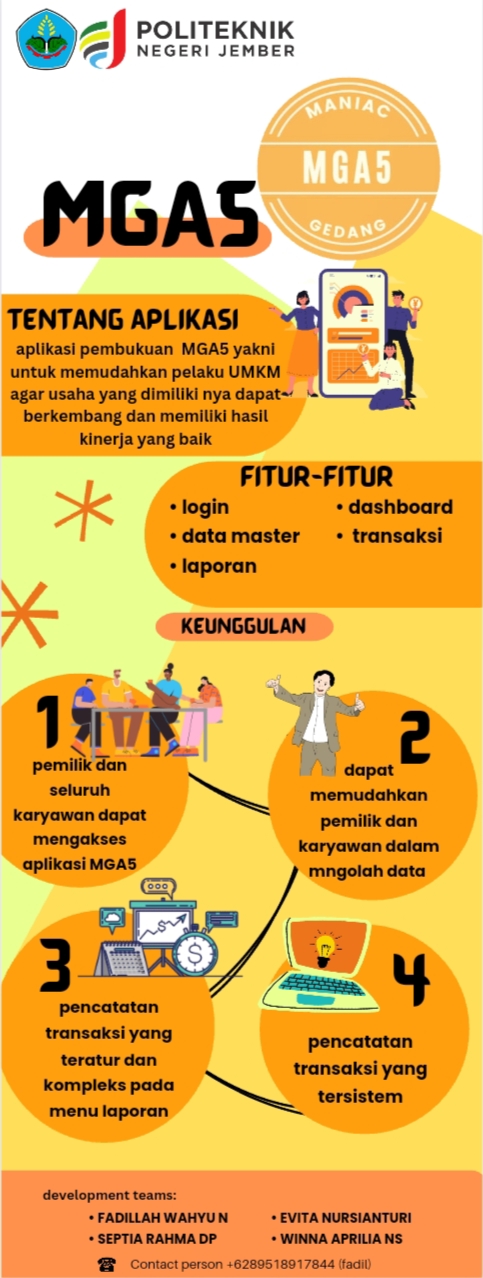 POLITEKNIK
NEGERI JEMBER
MANIAC
MGA5
GEDANG
MGA5
TENTANG APLIKASI
aplikasi pembukuan MGA5 yakni
untuk memudahkan pelaku UMKM
agar usaha yang dimiliki nya dapat
berkembang dan memiliki hasil
kinerja yang baik
FITUR-FITUR
• login
• data master
• laporan
• dashboard
• transaksi
KEUNGGULAN
1
pemilik dan
seluruh
karyawan dapat
mengakses
aplikasi MGA5
2
dapat
memudahkan
pemilik dan
karyawan dalam
mngolah data
3
pencatatan
transaksi yang
teratur dan
kompleks pada
menu laporan
4
pencatatan
transaksi yang
tersistem
development teams:
• FADILLAH WAHYU N
• SEPTIA RAHMA DP
• EVITA NURSIANTURI
• WINNA APRILIA NS
Contact person +6289518917844 (fadil)